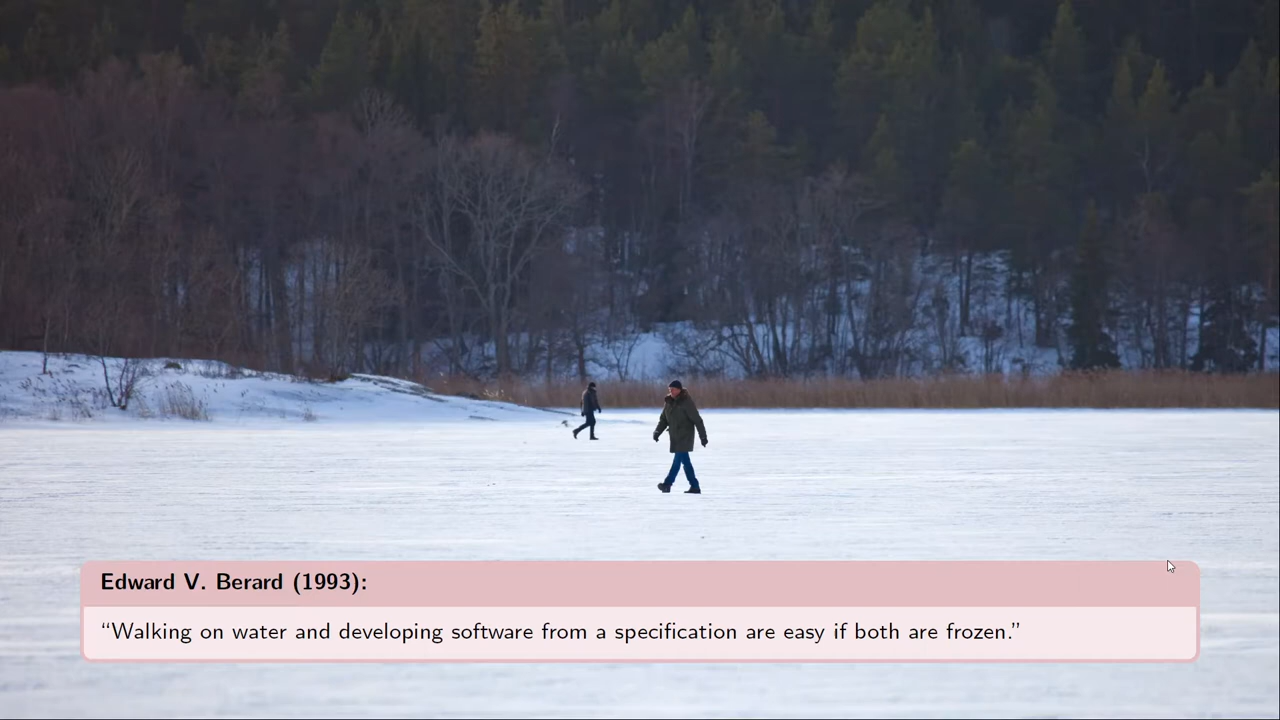 Edward V. Berard (1993):
“Walking on water and developing software from a specification are easy if both are frozen.”